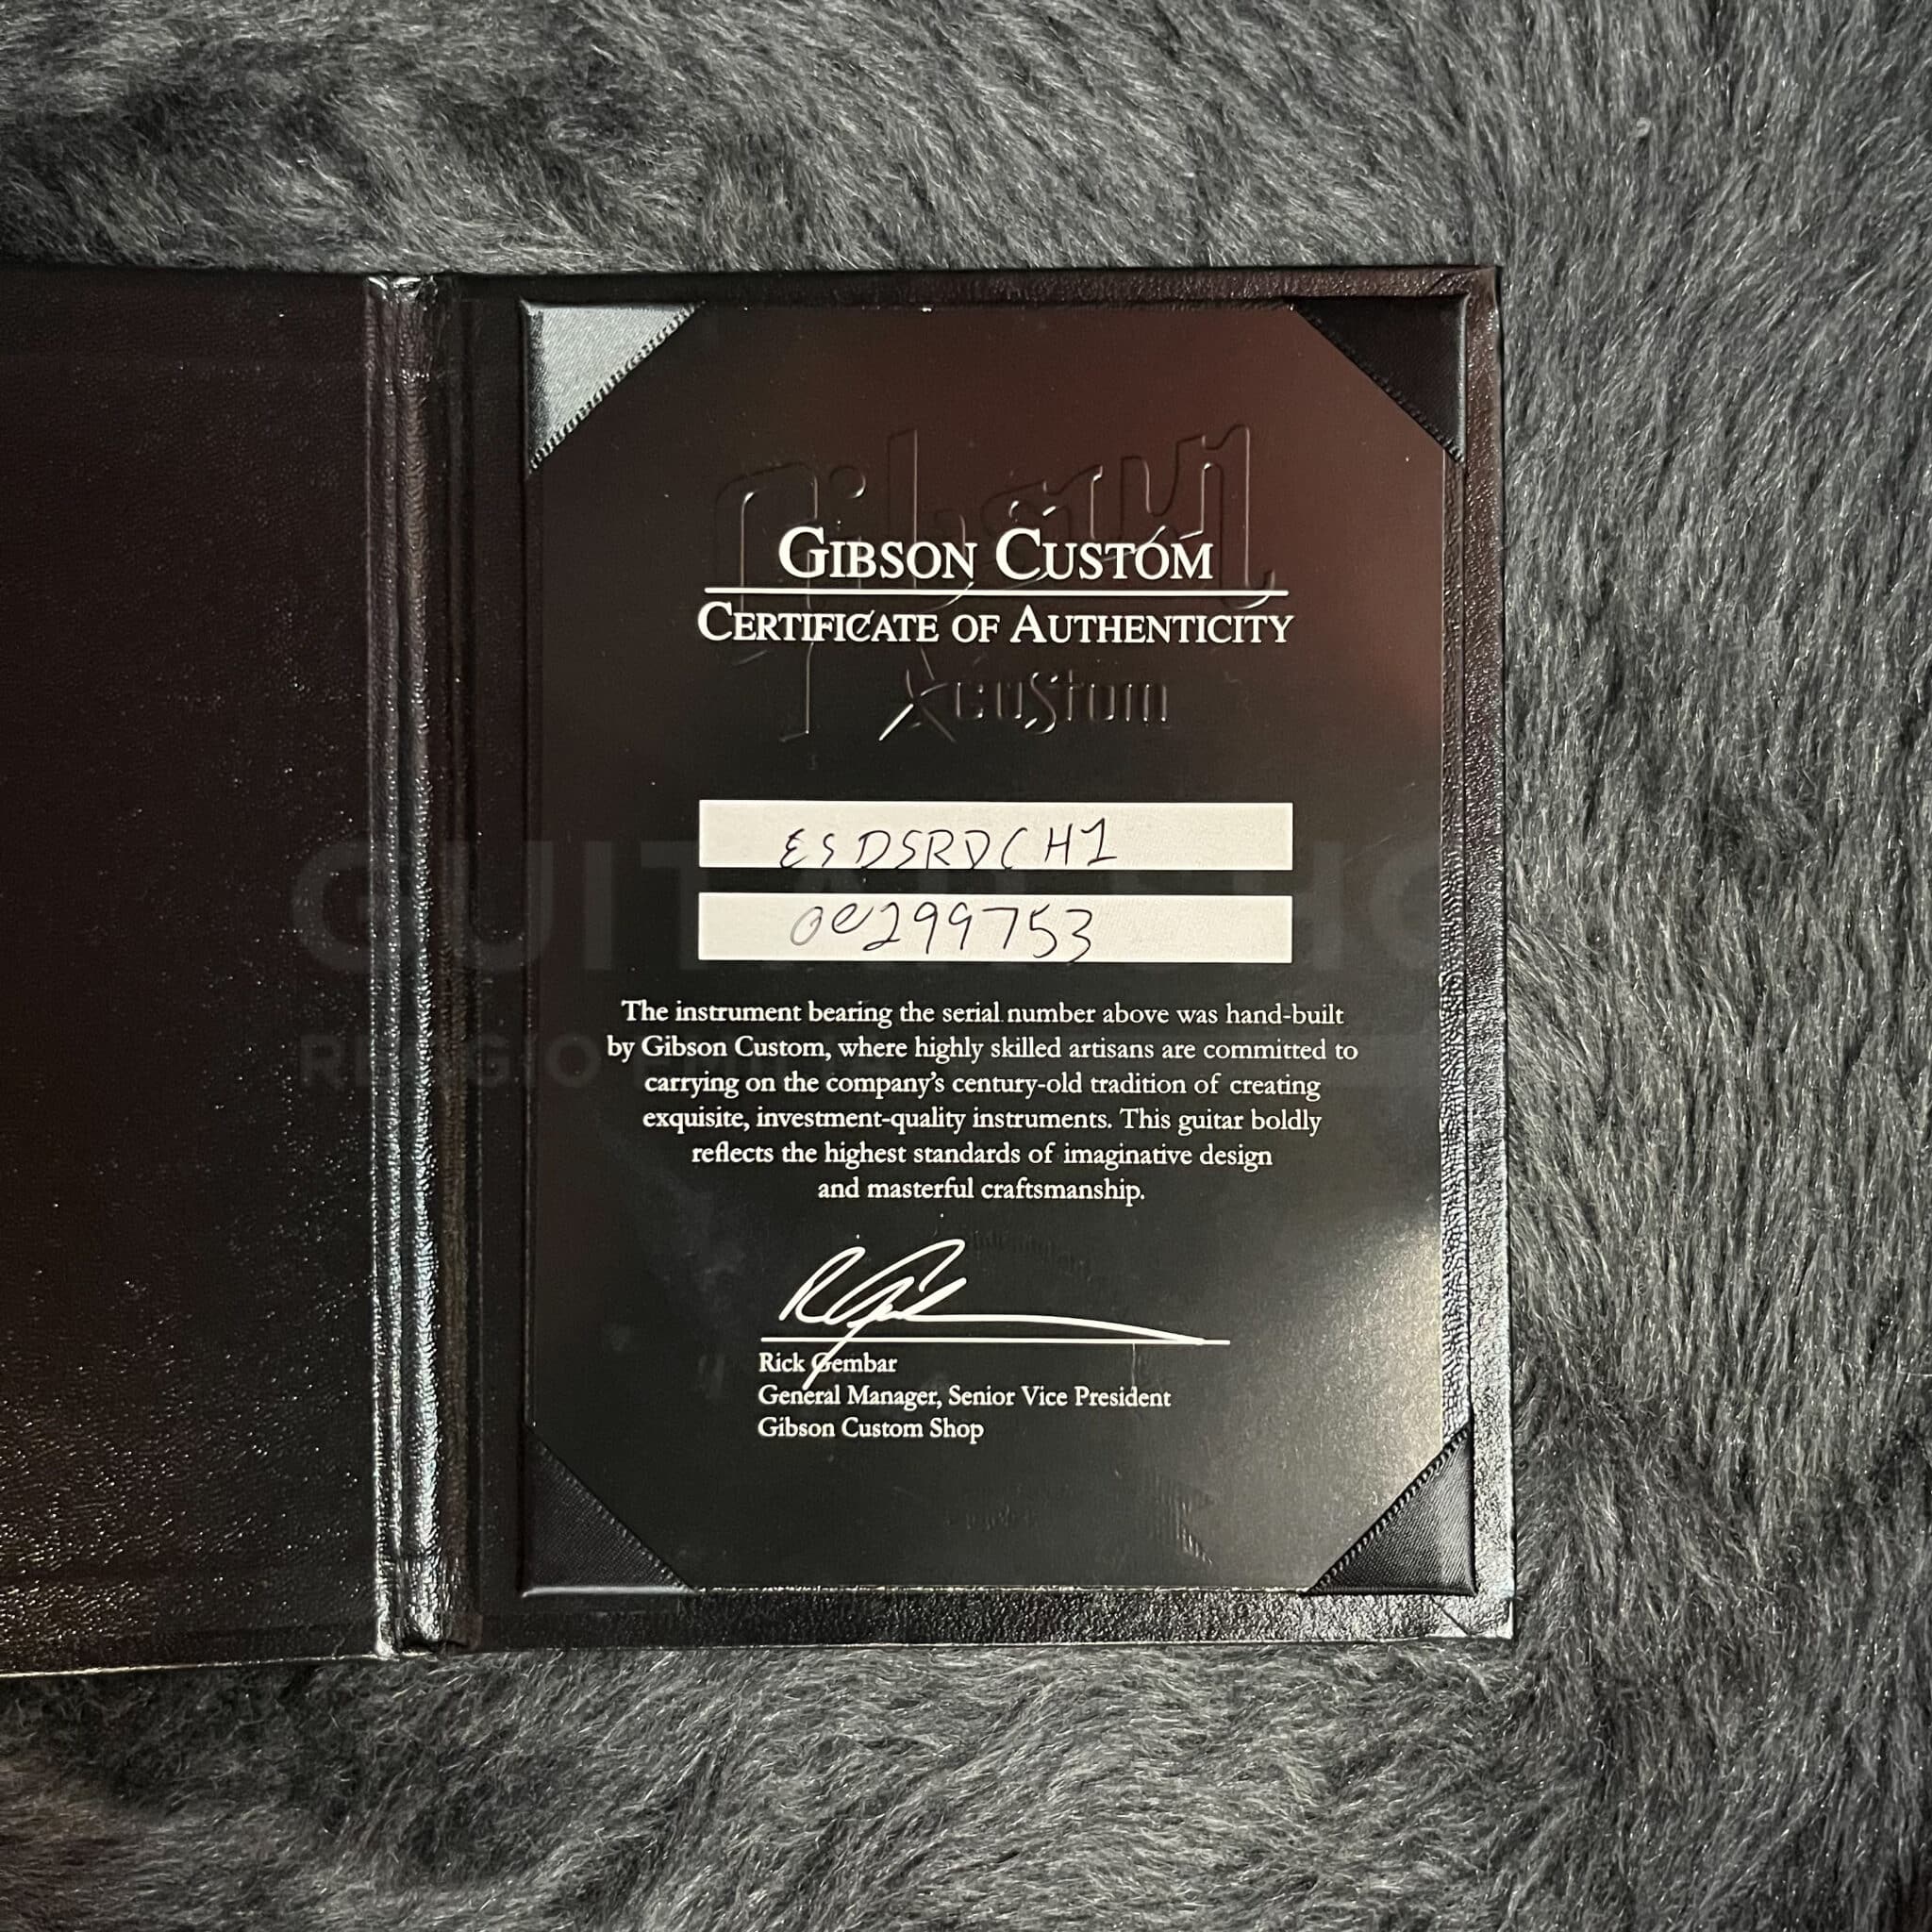 gibson
GIBSON CUSTOM
CERTIFICATE OF AUTHENTICITY
custom
ESDSRDCH1
0e299753
The instrument bearing the serial number above was hand-built
by Gibson Custom, where highly skilled artisans are committed to
carrying on the company's century-old tradition of creating
exquisite, investment-quality instruments. This guitar boldly
reflects the highest standards of imaginative design
and masterful craftsmanship.
Rick Gembar
General Manager, Senior Vice President
Gibson Custom Shop